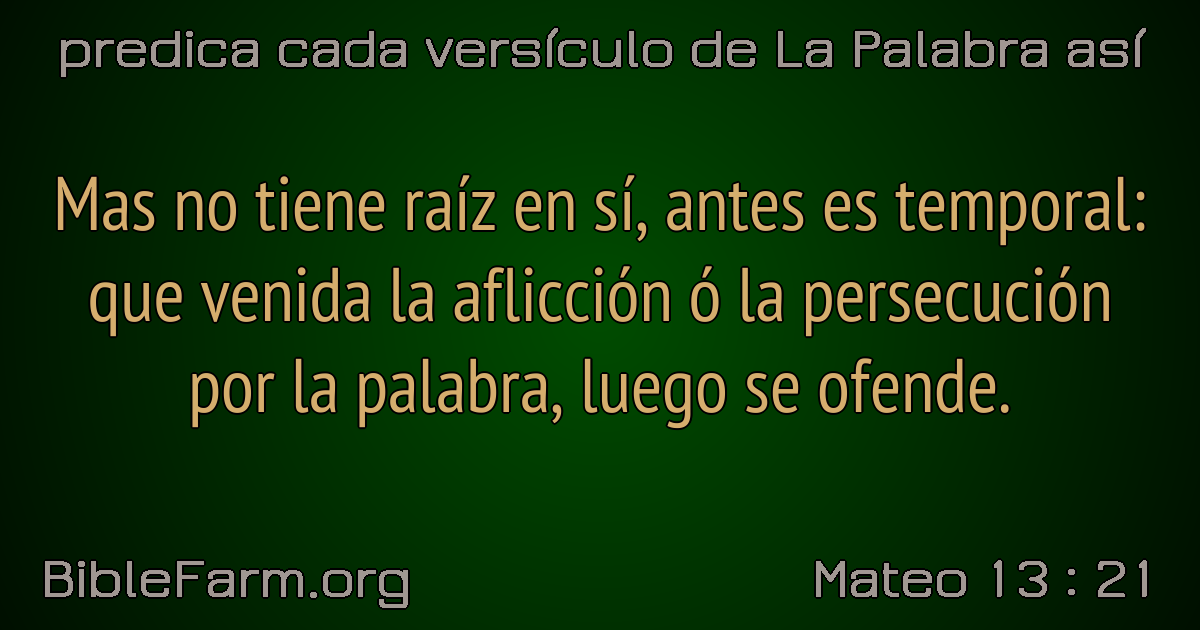 predica cada versículo de La Palabra así
Mas no tiene raíz en sí, antes es temporal:
que venida la aflicción ó la persecución
por la palabra, luego se ofende.
BibleFarm.org
Mateo 13 : 21